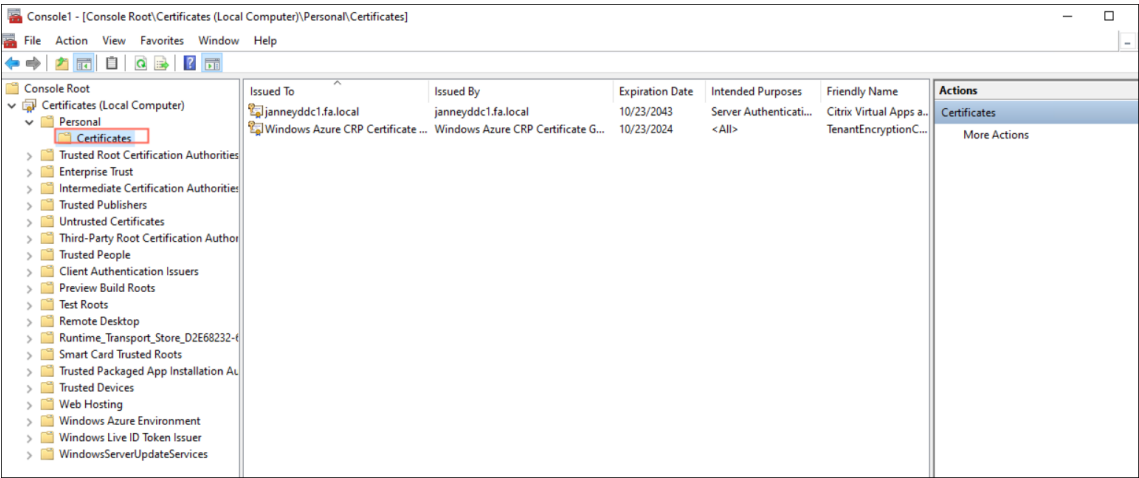 Console1 - [Console Root\Certificates (Local Computer)\Personal\Certificates]
File Action View Favorites Window Help
Console Root
Certificates (Local Computer)
Personal
Certificates
Trusted Root Certification Authorities
Enterprise Trust
Intermediate Certification Authorities
Trusted Publishers
Untrusted Certificates
Third-Party Root Certification Author
Trusted People
Client Authentication Issuers
Preview Build Roots
Test Roots
Remote Desktop
Runtime_Transport_Store_D2E68232-6
Smart Card Trusted Roots
Trusted Packaged App Installation Au
Trusted Devices
Web Hosting
Windows Azure Environment
Windows Live ID Token Issuer
WindowsServerUpdateServices
Issued To Issued By Expiration Date Intended Purposes Friendly Name
janneyddc1.fa.local janneyddc1.fa.local 10/23/2043 Server Authenticati... Citrix Virtual Apps a...
Windows Azure CRP Certificate ... Windows Azure CRP Certificate G... 10/23/2024 <All> TenantEncryptionC...
Actions
Certificates
More Actions